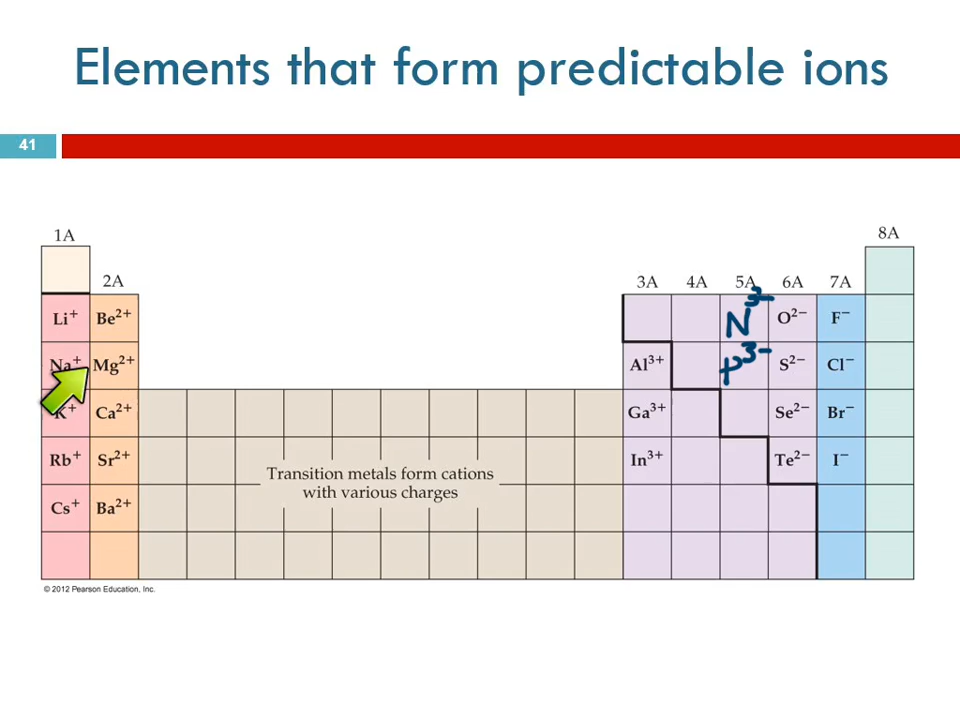 Elements that form predictable ions
41
1A
8A
2A
3A 4A 5A 6A 7A
Li⁺ Be²⁺ N³⁻ O²⁻ F⁻
Na⁺ Mg²⁺ Al³⁺ P³⁻ S²⁻ Cl⁻
K⁺ Ca²⁺ Ga³⁺ Se²⁻ Br⁻
Rb⁺ Sr²⁺ In³⁺ Te²⁻ I⁻
Transition metals form cations
with various charges
Cs⁺ Ba²⁺
© 2012 Pearson Education, Inc.